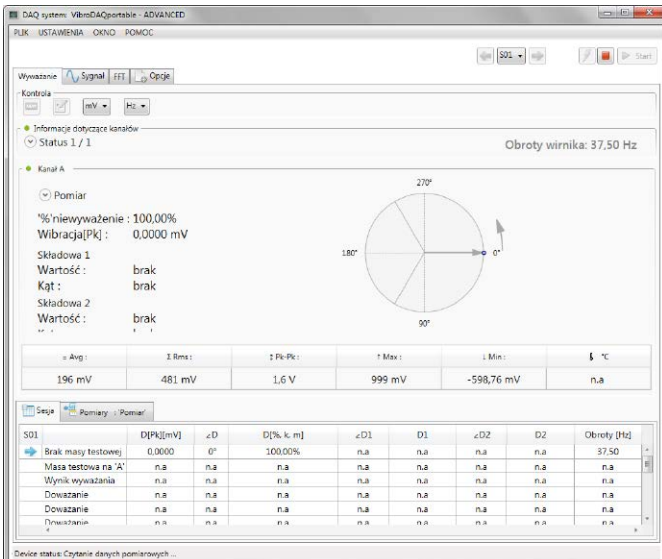 DAQ system: VibroDAQportable - ADVANCED
PLIK USTAWIENIA OKNO POMOC
S01 Start
Wyważanie Sygnał FFT Opcje
Kontrola
mV Hz
Informacje dotyczące kanałów
Status 1 / 1
Obroty wirnika: 37,50 Hz
Kanał A
Pomiar
'%'niewyważenie : 100,00%
Wibracja[Pk] : 0,0000 mV
Składowa 1
Wartość : brak
Kąt : brak
Składowa 2
Wartość : brak
270°
180° 0°
90°
Avg : Σ Rms : ↕ Pk-Pk : ↑ Max : ↓ Min : °C
196 mV 481 mV 1,6 V 999 mV -598,76 mV n.a
Sesja Pomiary : 'Pomiar'
S01 D[Pk][mV] ∠D D[%, k. m] ∠D1 D1 ∠D2 D2 Obroty [Hz]
Brak masy testowej 0,0000 0° 100,00% n.a n.a n.a n.a 37,50
Masa testowa na 'A' n.a n.a n.a n.a n.a n.a n.a n.a
Wynik wyważania n.a n.a n.a n.a n.a n.a n.a n.a
Doważanie n.a n.a n.a n.a n.a n.a n.a n.a
Doważanie n.a n.a n.a n.a n.a n.a n.a n.a
Doważanie n.a n.a n.a n.a n.a n.a n.a n.a
Device status: Czytanie danych pomiarowych ...